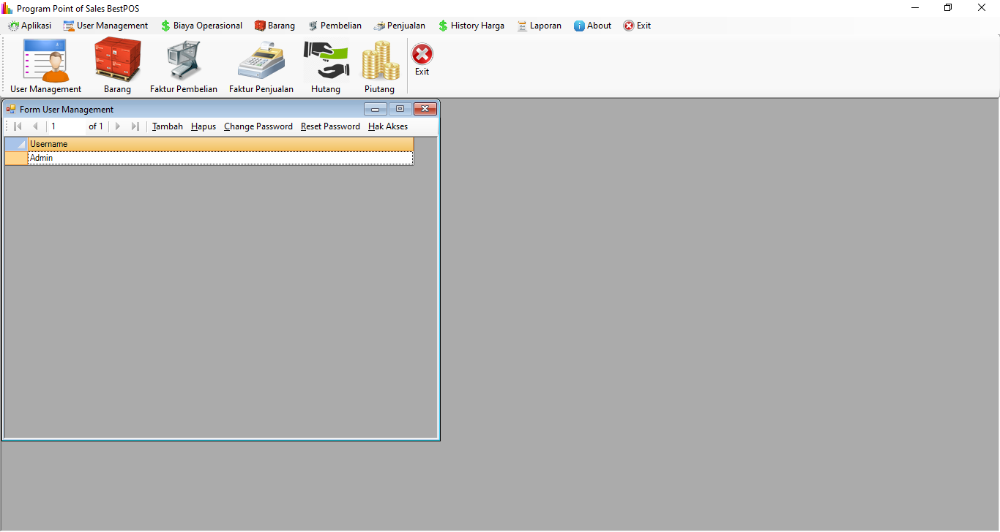 Program Point of Sales BestPOS
Aplikasi User Management Biaya Operasional Barang Pembelian Penjualan History Harga Laporan About Exit
User Management Barang Faktur Pembelian Faktur Penjualan Hutang Piutang Exit
Form User Management
1 of 1 Tambah Hapus Change Password Reset Password Hak Akses
Username
Admin